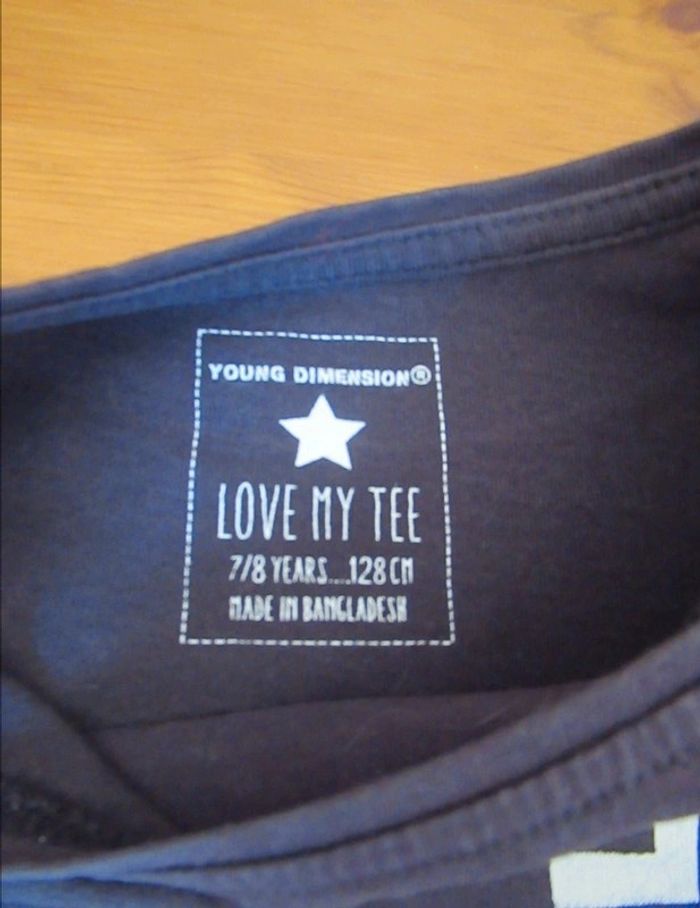 YOUNG DIMENSION®
LOVE MY TEE
7/8 YEARS....128 CM
MADE IN BANGLADESH